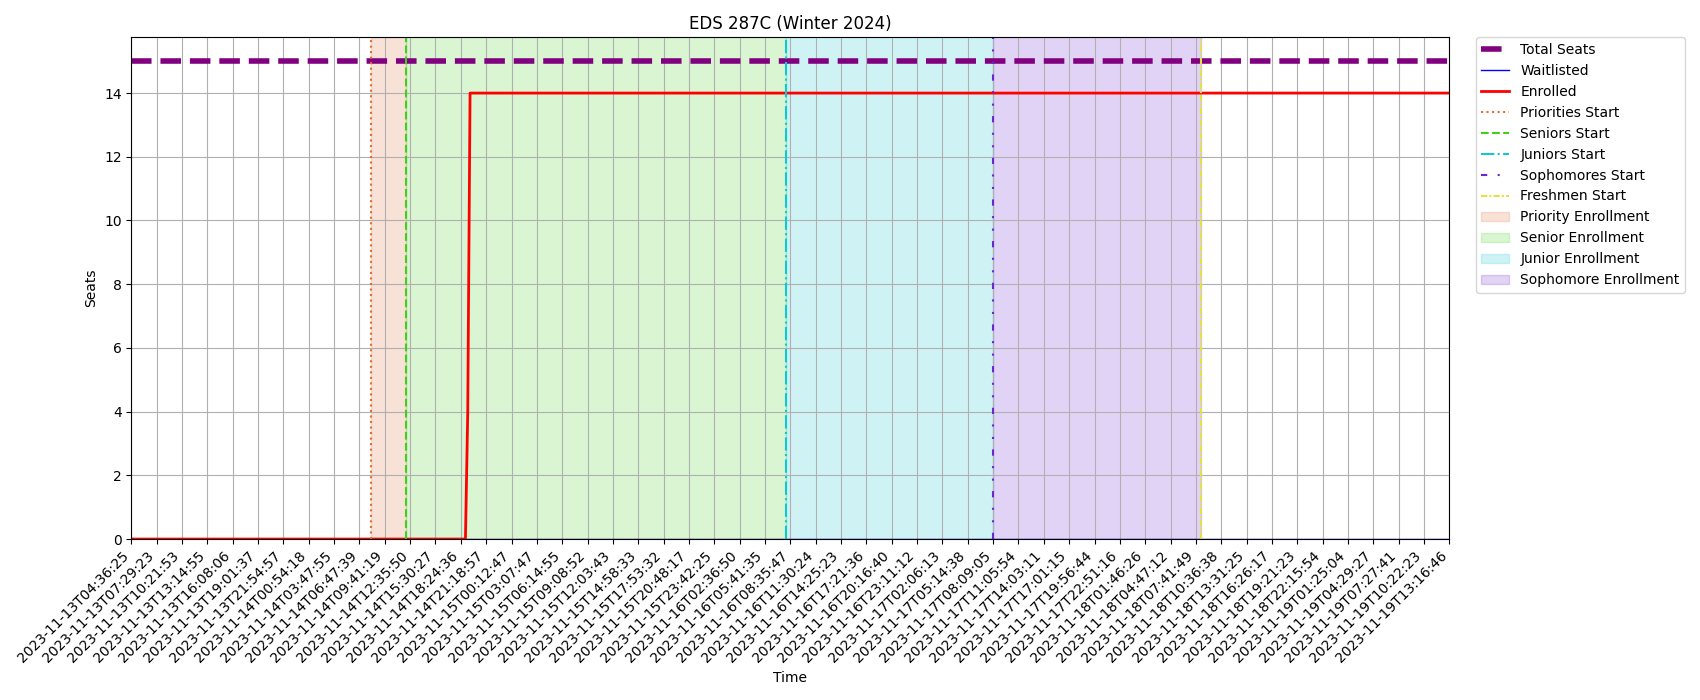 EDS 287C (Winter 2024)
Total Seats
Waitlisted
Enrolled
Priorities Start
Seniors Start
Juniors Start
Sophomores Start
Freshmen Start
Priority Enrollment
Senior Enrollment
Junior Enrollment
Sophomore Enrollment
Seats
14
12
10
8
6
4
2
0
2023-11-13T04:36:25
2023-11-13T07:29:23
2023-11-13T10:21:53
2023-11-13T13:14:55
2023-11-13T16:08:06
2023-11-13T19:01:37
2023-11-13T21:54:57
2023-11-14T00:54:18
2023-11-14T03:47:55
2023-11-14T06:47:39
2023-11-14T09:41:19
2023-11-14T12:35:50
2023-11-14T15:30:27
2023-11-14T18:24:36
2023-11-14T21:18:57
2023-11-15T00:12:47
2023-11-15T03:07:47
2023-11-15T06:14:55
2023-11-15T09:08:52
2023-11-15T12:03:43
2023-11-15T14:58:33
2023-11-15T17:53:32
2023-11-15T20:48:17
2023-11-15T23:42:25
2023-11-16T02:36:50
2023-11-16T05:41:35
2023-11-16T08:35:47
2023-11-16T11:30:24
2023-11-16T14:25:23
2023-11-16T17:21:36
2023-11-16T20:16:40
2023-11-16T23:11:12
2023-11-17T02:06:13
2023-11-17T05:14:38
2023-11-17T08:09:05
2023-11-17T11:05:54
2023-11-17T14:03:11
2023-11-17T17:01:15
2023-11-17T19:56:44
2023-11-17T22:51:16
2023-11-18T01:46:26
2023-11-18T04:47:12
2023-11-18T07:41:49
2023-11-18T10:36:38
2023-11-18T13:31:25
2023-11-18T16:26:17
2023-11-18T19:21:23
2023-11-18T22:15:54
2023-11-19T01:25:04
2023-11-19T04:29:27
2023-11-19T07:27:41
2023-11-19T10:22:23
2023-11-19T13:16:46
Time